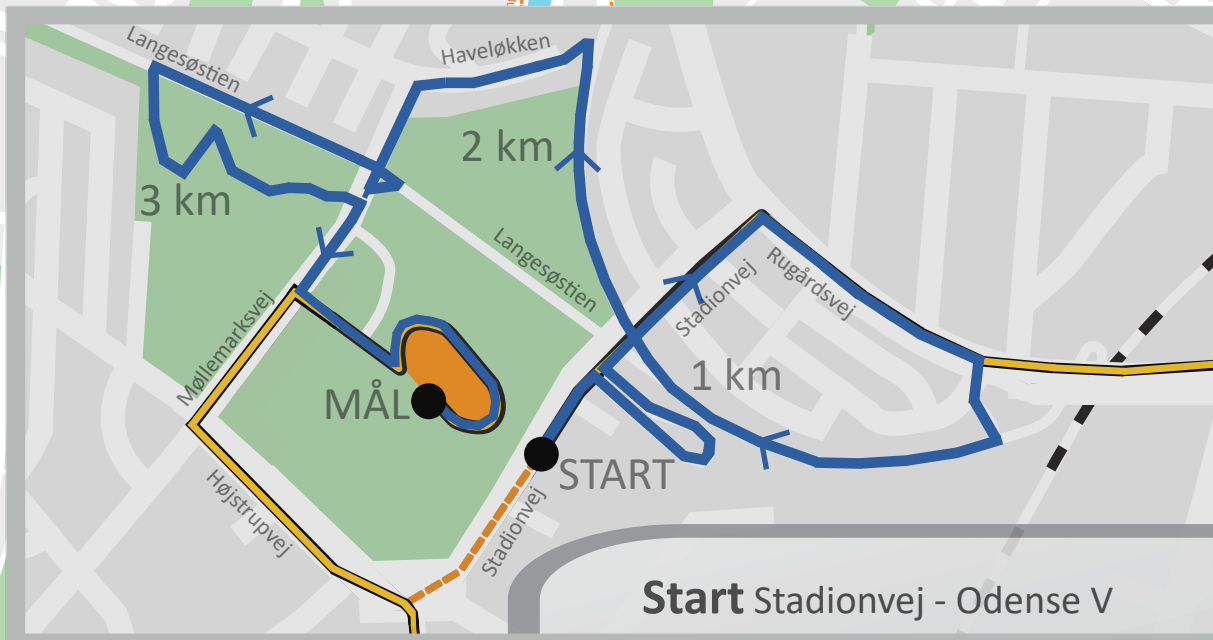 Langesøstien
Haveløkken
2 km
3 km
Langesøstien
Stadionvej
Rugårdsvej
Møllemarksvej
1 km
MÅL
START
Højstrupvej
Stadionvej
Start Stadionvej - Odense V